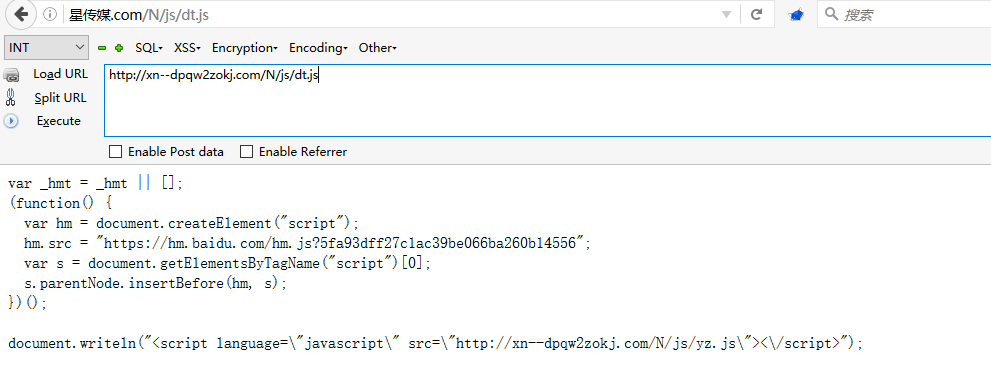 星传媒.com/N/js/dt.js
搜索
INT SQL▾ XSS▾ Encryption▾ Encoding▾ Other▾
Load URL
http://xn--dpqw2zokj.com/N/js/dt.js
Split URL
Execute
Enable Post data Enable Referrer
var _hmt = _hmt || [];
(function() {
  var hm = document.createElement("script");
  hm.src = "https://hm.baidu.com/hm.js?5fa93dff27c1ac39be066ba260b14556";
  var s = document.getElementsByTagName("script")[0];
  s.parentNode.insertBefore(hm, s);
})();
document.writeln("<script language=\"javascript\" src=\"http://xn--dpqw2zokj.com/N/js/yz.js\"><\/script>");